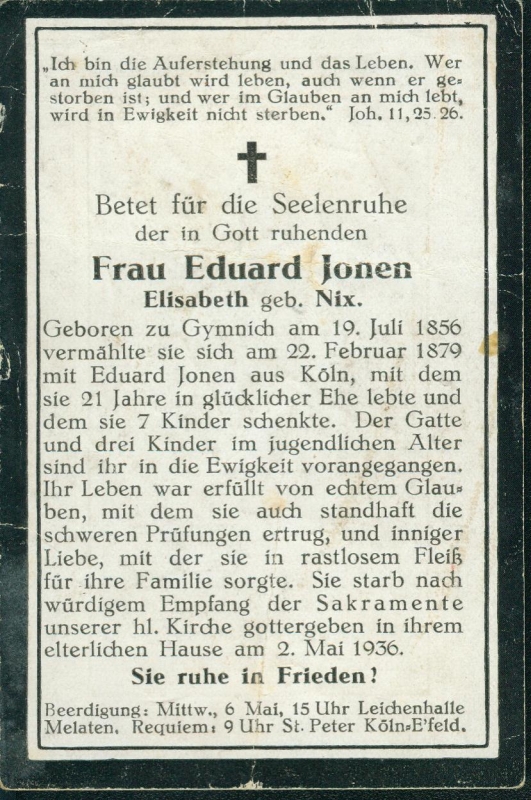 „Ich bin die Auferstehung und das Leben. Wer
an mich glaubt wird leben, auch wenn er ge=
storben ist; und wer im Glauben an mich lebt,
wird in Ewigkeit nicht sterben.“ Joh. 11, 25. 26.
Betet für die Seelenruhe
der in Gott ruhenden
Frau Eduard Jonen
Elisabeth geb. Nix.
Geboren zu Gymnich am 19. Juli 1856
vermählte sie sich am 22. Februar 1879
mit Eduard Jonen aus Köln, mit dem
sie 21 Jahre in glücklicher Ehe lebte und
dem sie 7 Kinder schenkte. Der Gatte
und drei Kinder im jugendlichen Alter
sind ihr in die Ewigkeit vorangegangen.
Ihr Leben war erfüllt von echtem Glau=
ben, mit dem sie auch standhaft die
schweren Prüfungen ertrug, und inniger
Liebe, mit der sie in rastlosem Fleiß
für ihre Familie sorgte. Sie starb nach
würdigem Empfang der Sakramente
unserer hl. Kirche gottergeben in ihrem
elterlichen Hause am 2. Mai 1936.
Sie ruhe in Frieden!
Beerdigung: Mittw., 6 Mai, 15 Uhr Leichenhalle
Melaten. Requiem: 9 Uhr St. Peter Köln=E'feld.